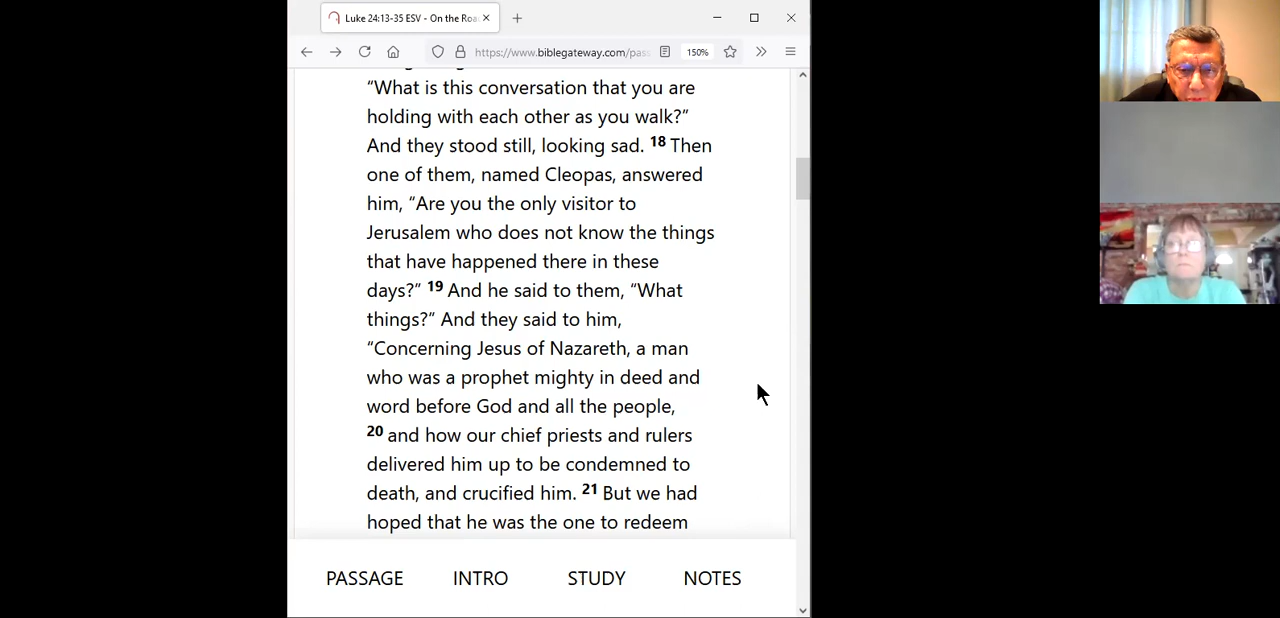 Luke 24:13-35 ESV - On the Roa
https://www.biblegateway.com/pas
150%
“What is this conversation that you are
holding with each other as you walk?”
And they stood still, looking sad. 18 Then
one of them, named Cleopas, answered
him, “Are you the only visitor to
Jerusalem who does not know the things
that have happened there in these
days?” 19 And he said to them, “What
things?” And they said to him,
“Concerning Jesus of Nazareth, a man
who was a prophet mighty in deed and
word before God and all the people,
20 and how our chief priests and rulers
delivered him up to be condemned to
death, and crucified him. 21 But we had
hoped that he was the one to redeem
PASSAGE INTRO STUDY NOTES